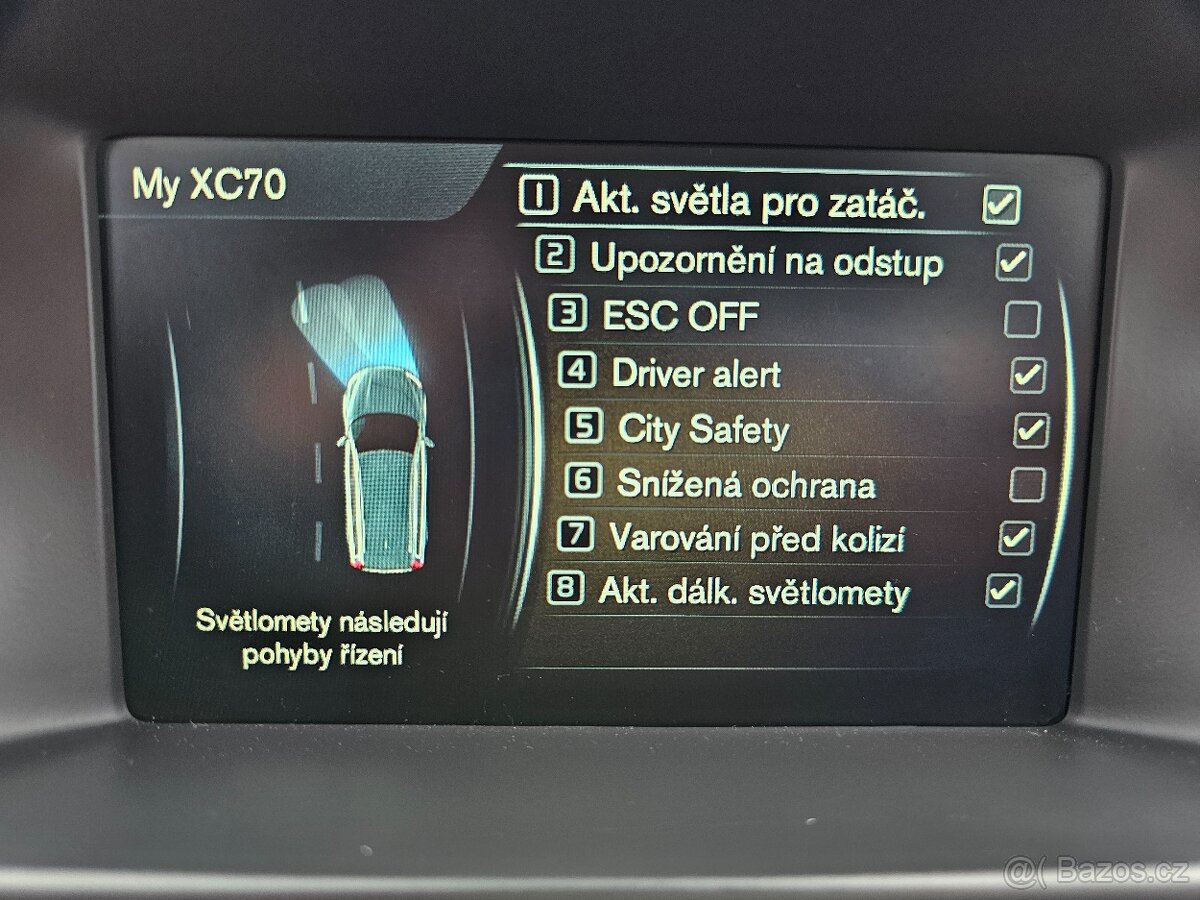 My XC70
1 Akt. světla pro zatáč.
2 Upozornění na odstup
3 ESC OFF
4 Driver alert
5 City Safety
6 Snížená ochrana
7 Varování před kolizí
8 Akt. dálk. světlomety
Světlomety následují
pohyby řízení
@( Bazos.cz